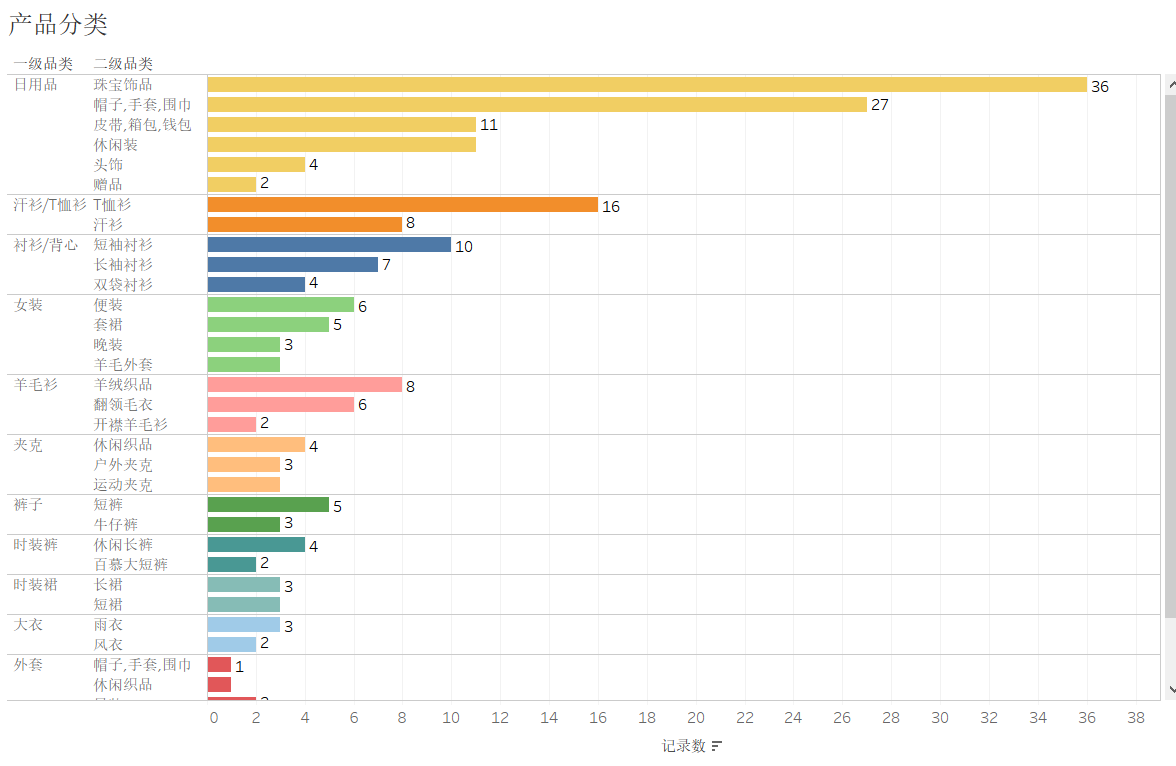 产品分类
一级品类 二级品类
日用品 珠宝饰品 36
帽子,手套,围巾 27
皮带,箱包,钱包 11
休闲装
头饰 4
赠品 2
汗衫/T恤衫 T恤衫 16
汗衫 8
衬衫/背心 短袖衬衫 10
长袖衬衫 7
双袋衬衫 4
女装 便装 6
套裙 5
晚装 3
羊毛外套
羊毛衫 羊绒织品 8
翻领毛衣 6
开襟羊毛衫 2
夹克 休闲织品 4
户外夹克 3
运动夹克
裤子 短裤 5
牛仔裤 3
时装裤 休闲长裤 4
百慕大短裤 2
时装裙 长裙 3
短裙
大衣 雨衣 3
风衣 2
外套 帽子,手套,围巾 1
休闲织品
0 2 4 6 8 10 12 14 16 18 20 22 24 26 28 30 32 34 36 38
记录数